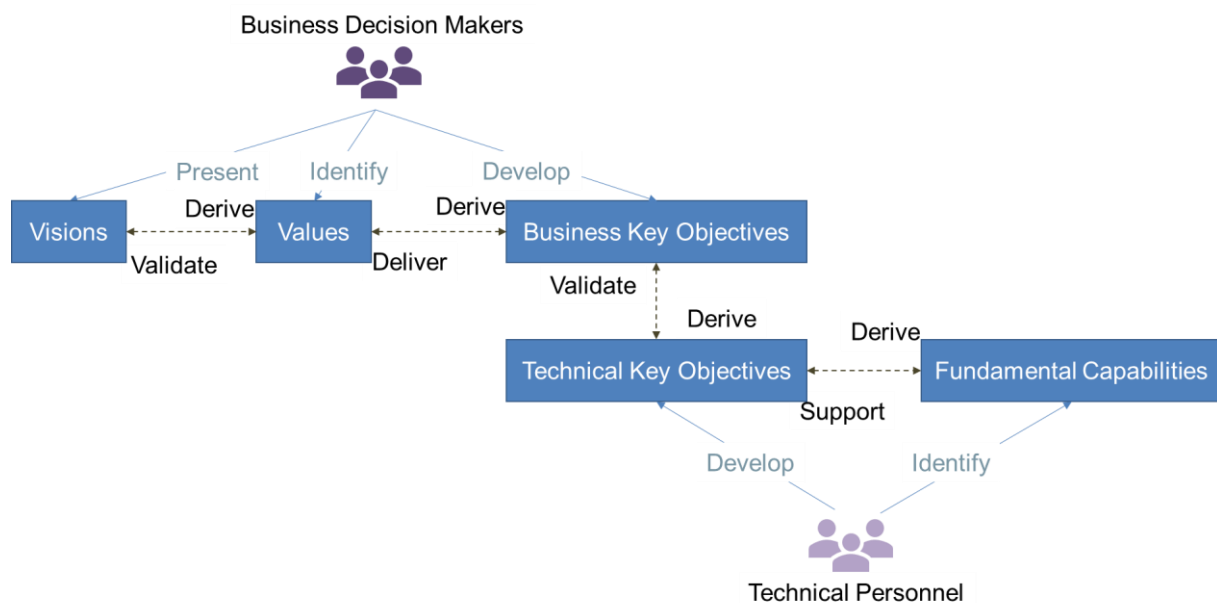 Business Decision Makers
Present
Identify
Develop
Derive
Derive
Visions
Values
Business Key Objectives
Validate
Deliver
Validate
Derive
Derive
Technical Key Objectives
Fundamental Capabilities
Support
Develop
Identify
Technical Personnel